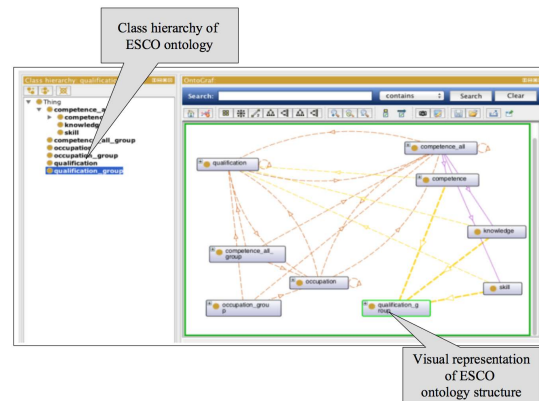 Class hierarchy of
ESCO ontology
Class hierarchy: qualification
Thing
competence_all
competence
knowledge
skill
competence_all_group
occupation
occupation_group
qualification
qualification_group
OntoGraf
Search:
contains
Search
Clear
competence_all
qualification
competence
knowledge
competence_all_
group
occupation
skill
occupation_grou
p
qualification_g
roup
Visual representation
of ESCO
ontology structure